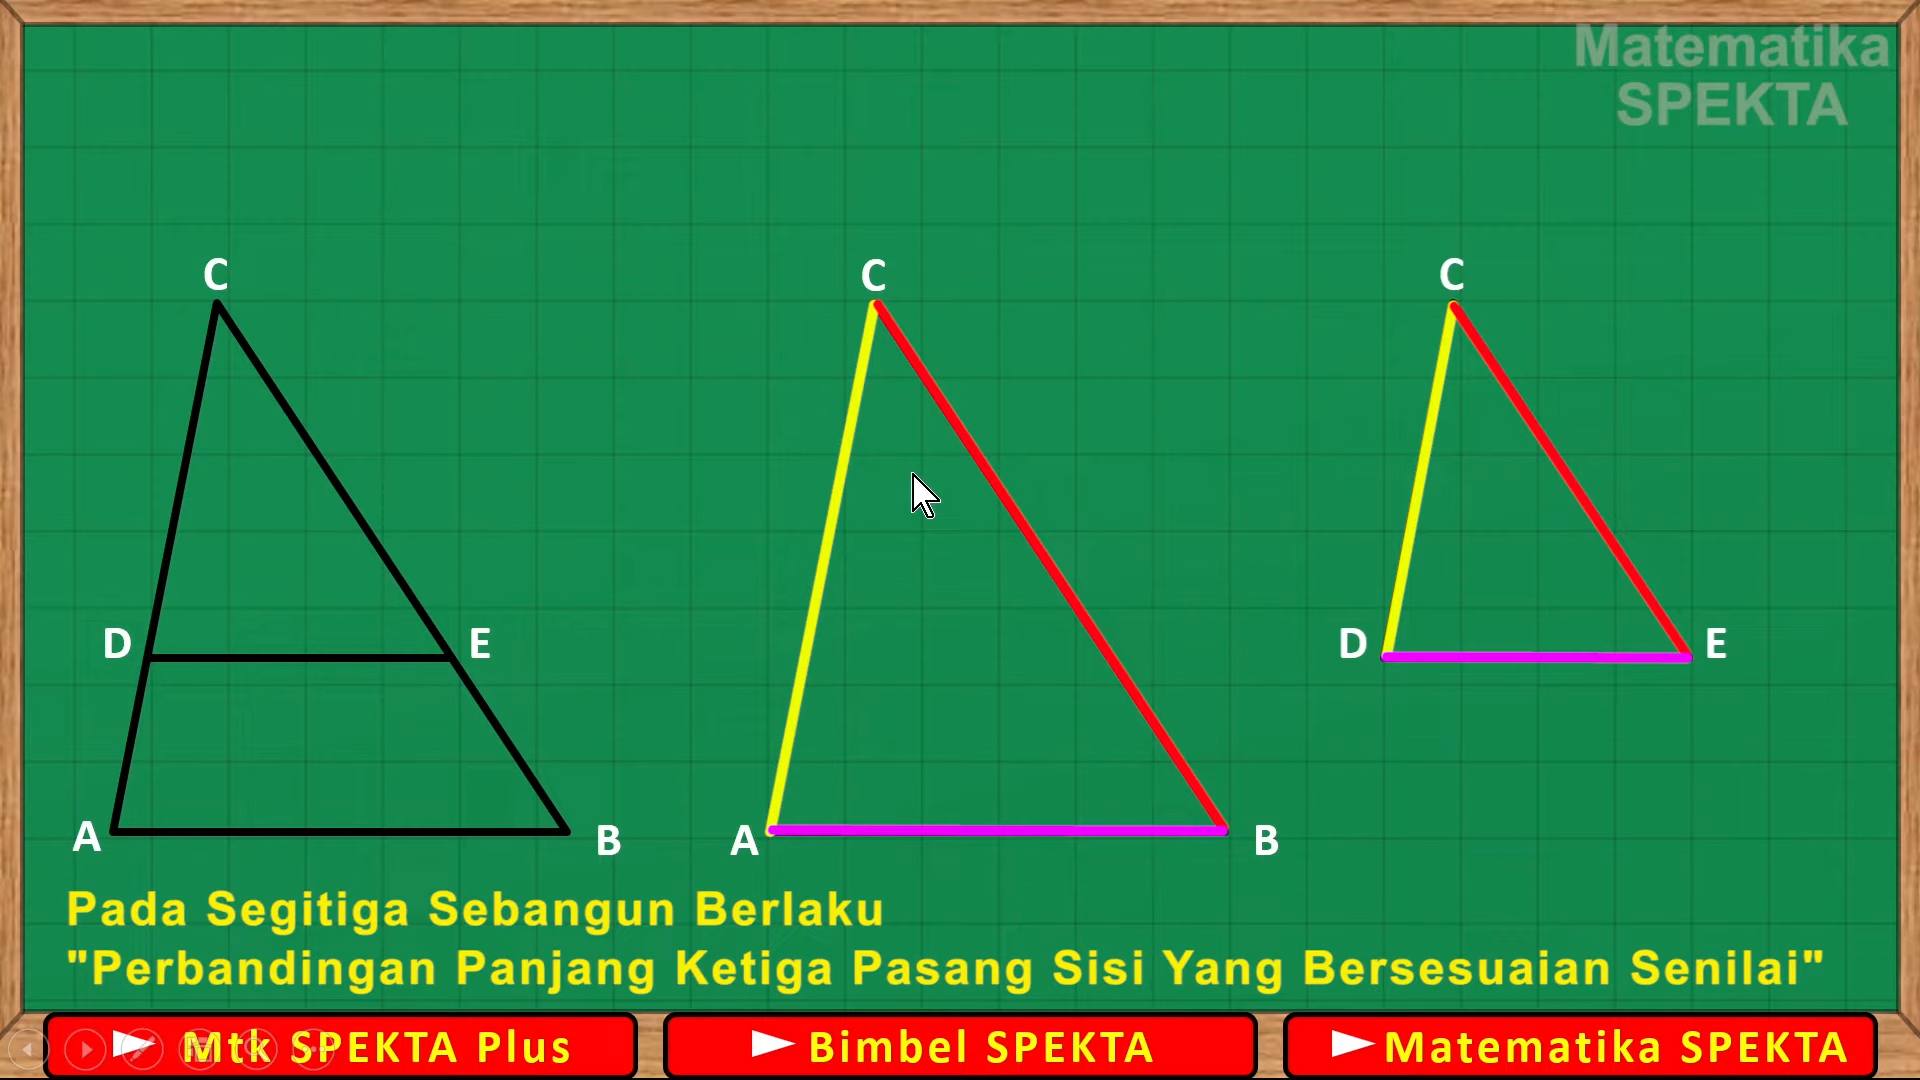 Matematika
SPEKTA
C
C
C
D
E
D
E
A
B
A
B
Pada Segitiga Sebangun Berlaku
"Perbandingan Panjang Ketiga Pasang Sisi Yang Bersesuaian Senilai"
Mtk SPEKTA Plus
Bimbel SPEKTA
Matematika SPEKTA